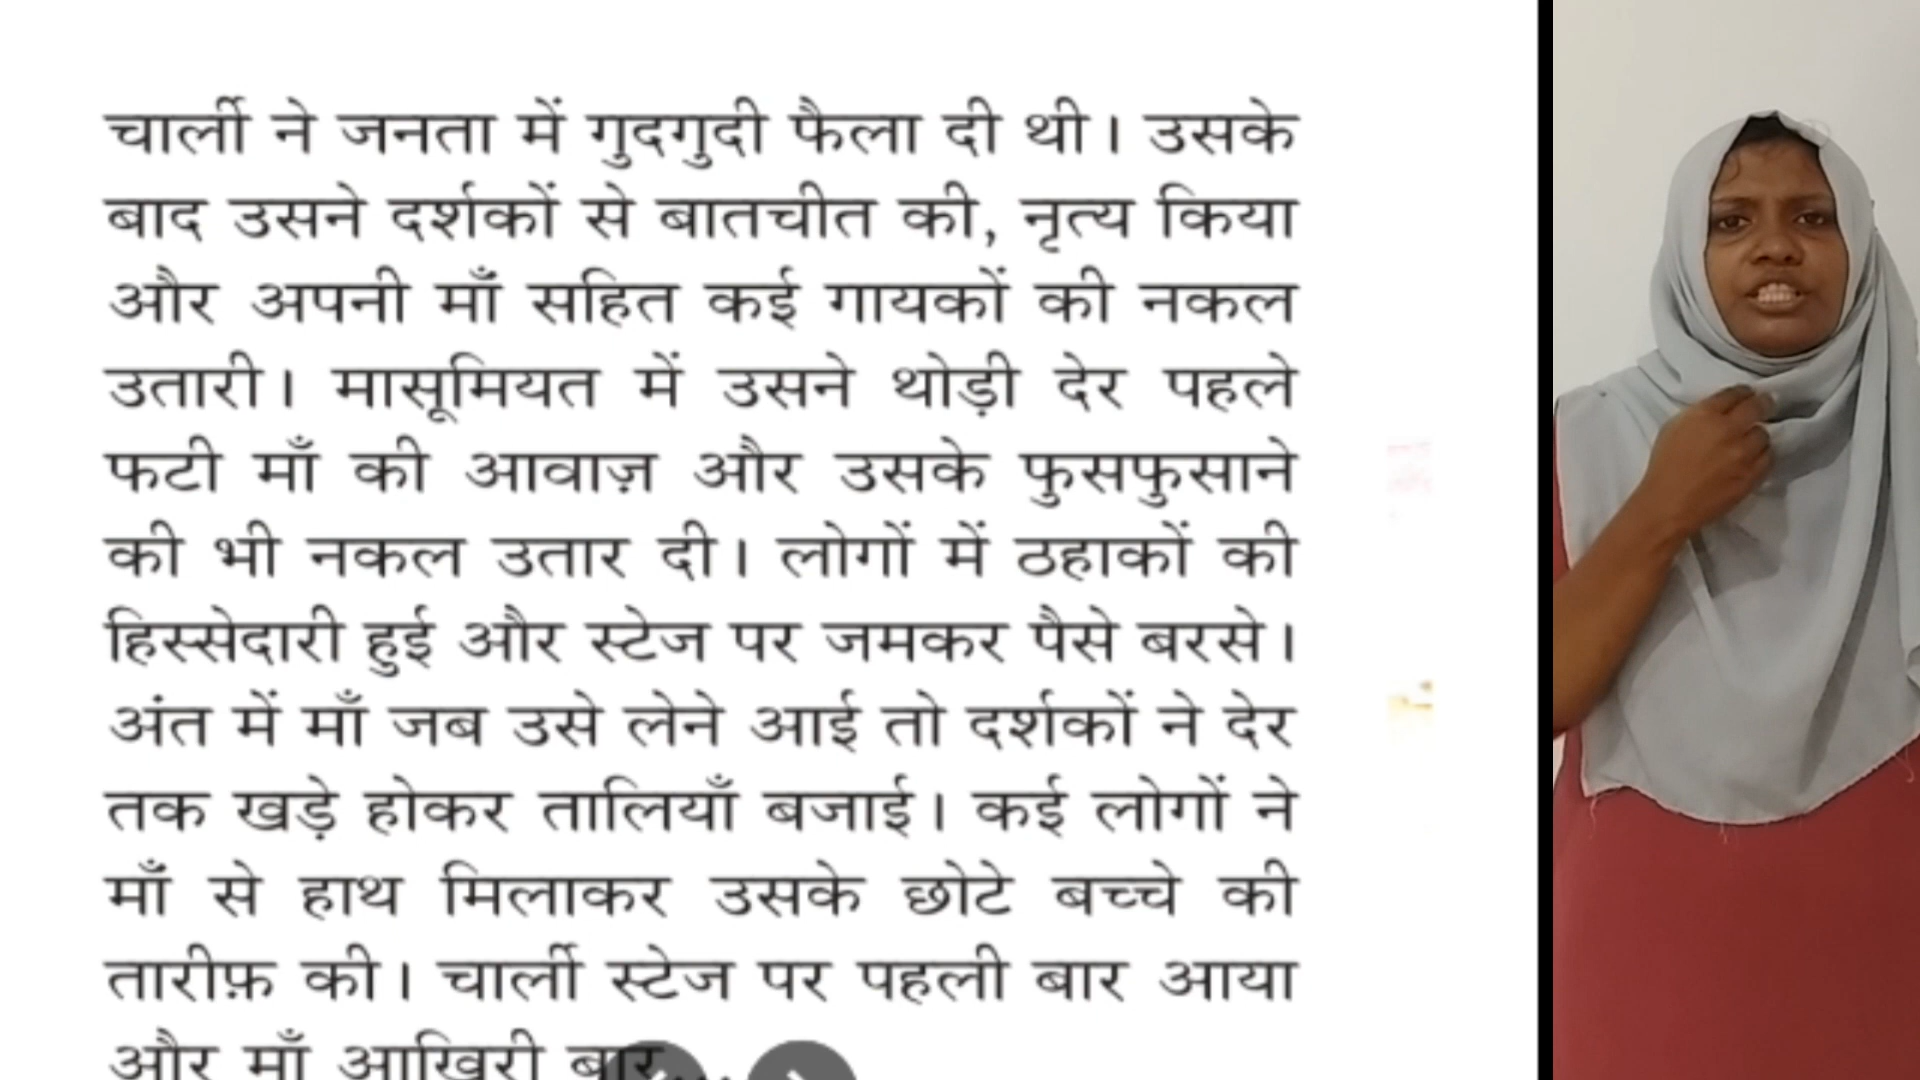 चार्ली ने जनता में गुदगुदी फैला दी थी। उसके
बाद उसने दर्शकों से बातचीत की, नृत्य किया
और अपनी माँ सहित कई गायकों की नकल
उतारी। मासूमियत में उसने थोड़ी देर पहले
फटी माँ की आवाज़ और उसके फुसफुसाने
की भी नकल उतार दी। लोगों में ठहाकों की
हिस्सेदारी हुई और स्टेज पर जमकर पैसे बरसे।
अंत में माँ जब उसे लेने आई तो दर्शकों ने देर
तक खड़े होकर तालियाँ बजाई। कई लोगों ने
माँ से हाथ मिलाकर उसके छोटे बच्चे की
तारीफ़ की। चार्ली स्टेज पर पहली बार आया
और माँ आखिरी बार...